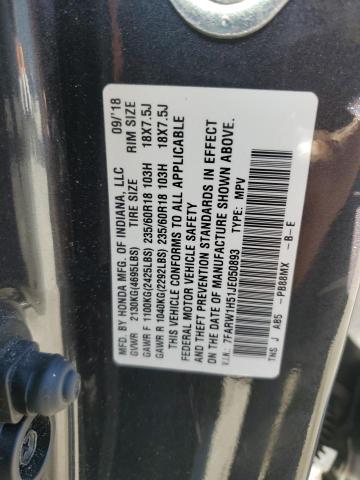 MFD. BY HONDA MFG. OF INDIANA, LLC 09/'18
GVWR 2130KG(4695LBS) TIRE SIZE RIM SIZE
GAWR F 1100KG(2425LBS) 235/60R18 103H 18X7.5J
GAWR R 1040KG(2292LBS) 235/60R18 103H 18X7.5J
THIS VEHICLE CONFORMS TO ALL APPLICABLE
FEDERAL MOTOR VEHICLE SAFETY
AND THEFT PREVENTION STANDARDS IN EFFECT
ON THE DATE OF MANUFACTURE SHOWN ABOVE.
V.I.N.: 7FARW1H51JE050893 TYPE: MPV
TNS J AB5 -PB88MX -B-E